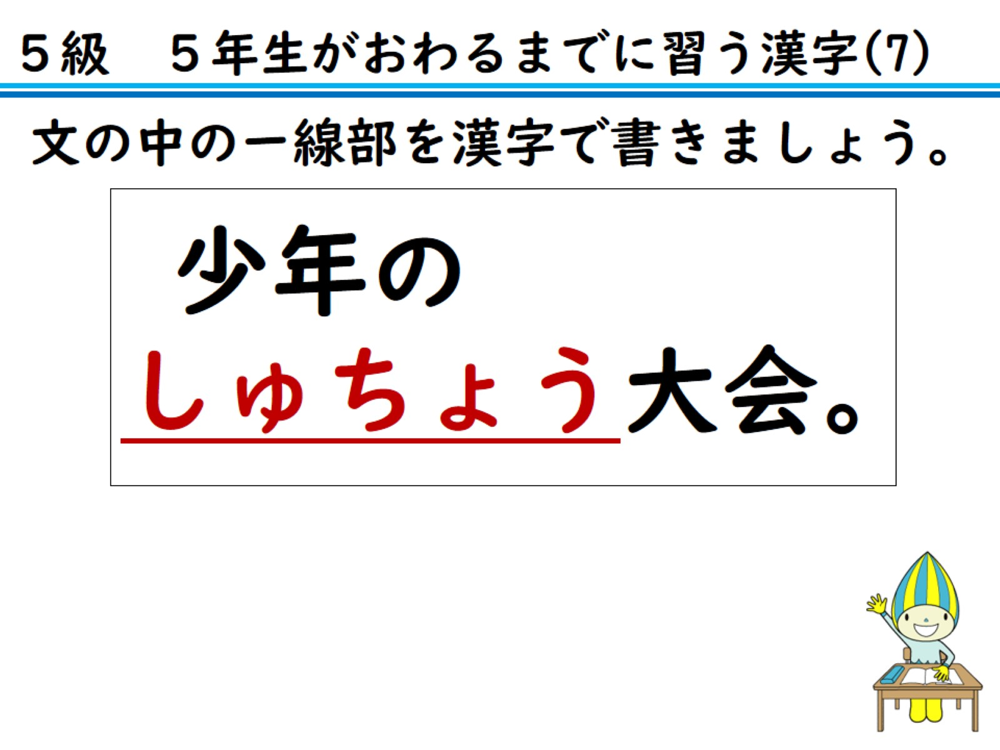 ５級　５年生がおわるまでに習う漢字(7)
文の中の一線部を漢字で書きましょう。
少年の
しゅちょう大会。